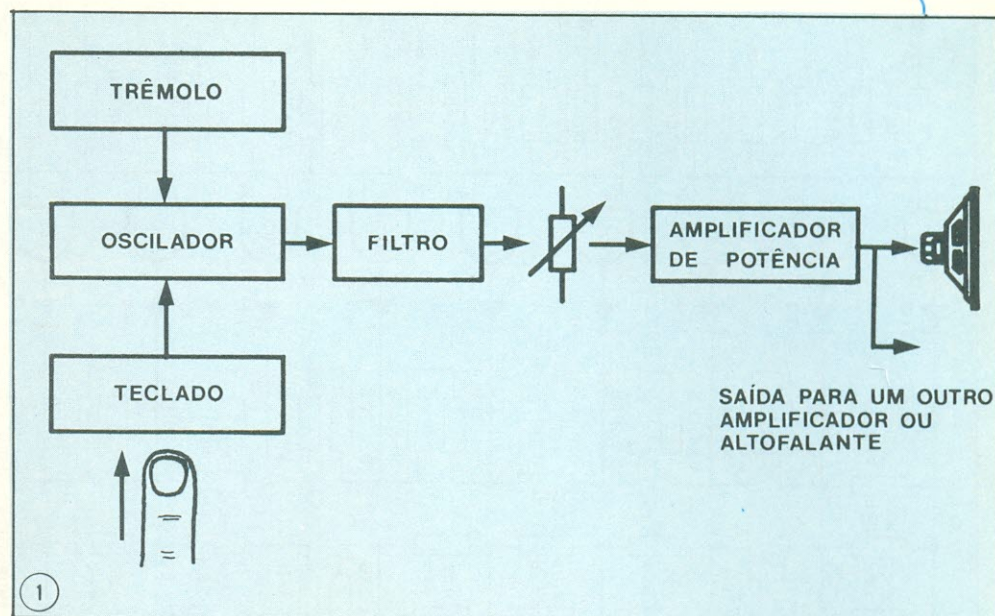 TRÊMOLO
OSCILADOR
FILTRO
AMPLIFICADOR
DE POTÊNCIA
TECLADO
SAÍDA PARA UM OUTRO
AMPLIFICADOR OU
ALTOFALANTE
1